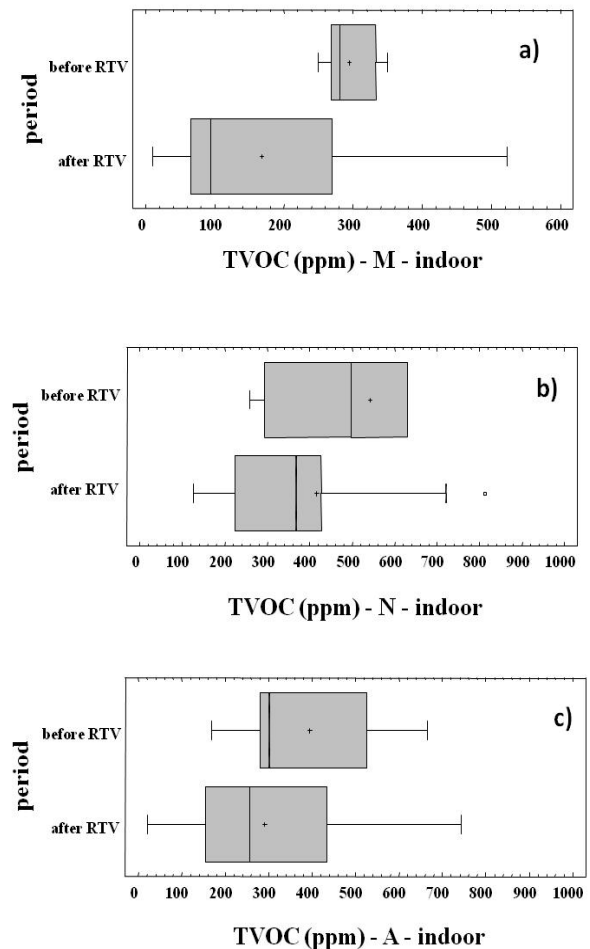 a)
before RTV
period
after RTV
0 100 200 300 400 500 600
TVOC (ppm) - M - indoor
b)
before RTV
period
after RTV
0 100 200 300 400 500 600 700 800 900 1000
TVOC (ppm) - N - indoor
c)
before RTV
period
after RTV
0 100 200 300 400 500 600 700 800 900 1000
TVOC (ppm) - A - indoor